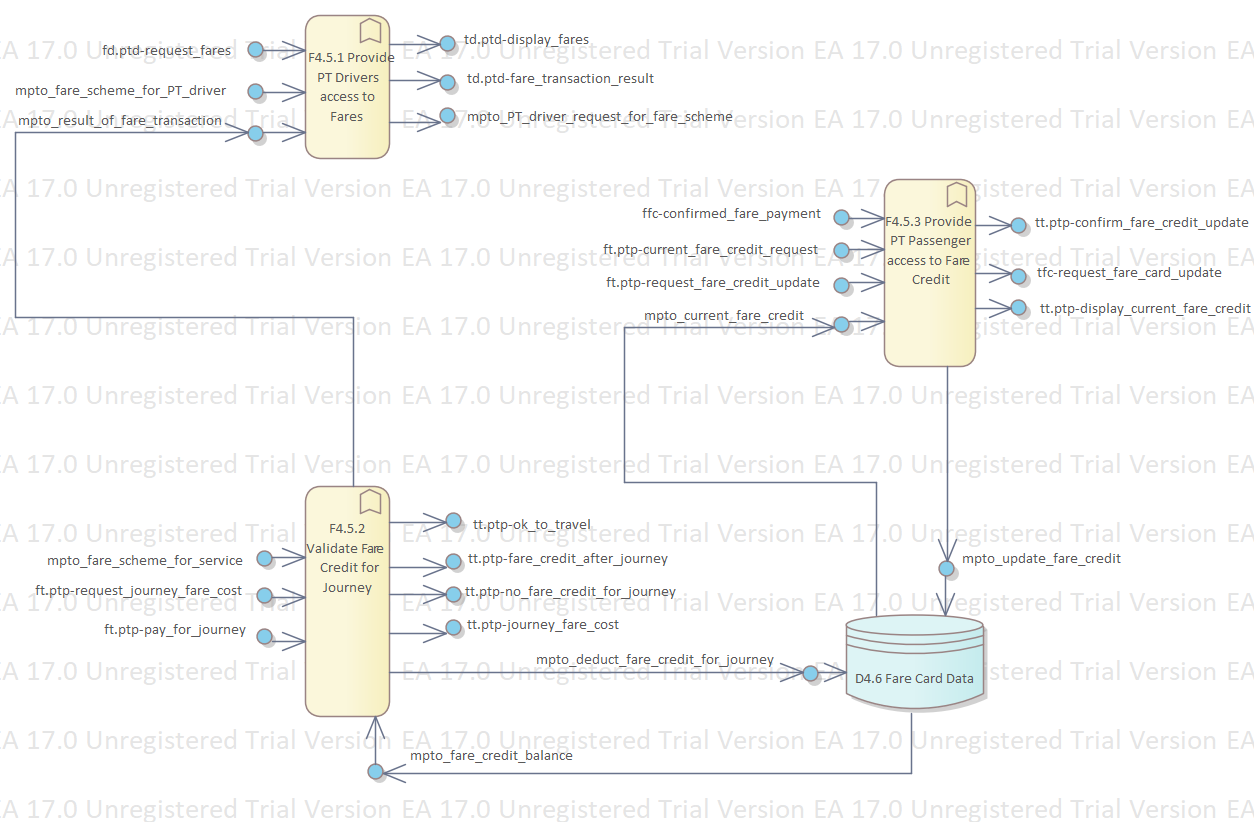 EA 17.0 Unregistered Trial Version EA 17.0 Unregistered Trial Version EA 17.0 Unregistered Trial Version EA
fd.ptd-request_fares
mpto_fare_scheme_for_PT_driver
mpto_result_of_fare_transaction
F4.5.1 Provide
PT Drivers
access to
Fares
td.ptd-display_fares
td.ptd-fare_transaction_result
mpto_PT_driver_request_for_fare_scheme
ffc-confirmed_fare_payment
ft.ptp-current_fare_credit_request
ft.ptp-request_fare_credit_update
mpto_current_fare_credit
F4.5.3 Provide
PT Passenger
access to Fare
Credit
tt.ptp-confirm_fare_credit_update
tfc-request_fare_card_update
tt.ptp-display_current_fare_credit
mpto_fare_scheme_for_service
ft.ptp-request_journey_fare_cost
ft.ptp-pay_for_journey
F4.5.2
Validate Fare
Credit for
Journey
tt.ptp-ok_to_travel
tt.ptp-fare_credit_after_journey
tt.ptp-no_fare_credit_for_journey
tt.ptp-journey_fare_cost
mpto_deduct_fare_credit_for_journey
mpto_update_fare_credit
D4.6 Fare Card Data
mpto_fare_credit_balance